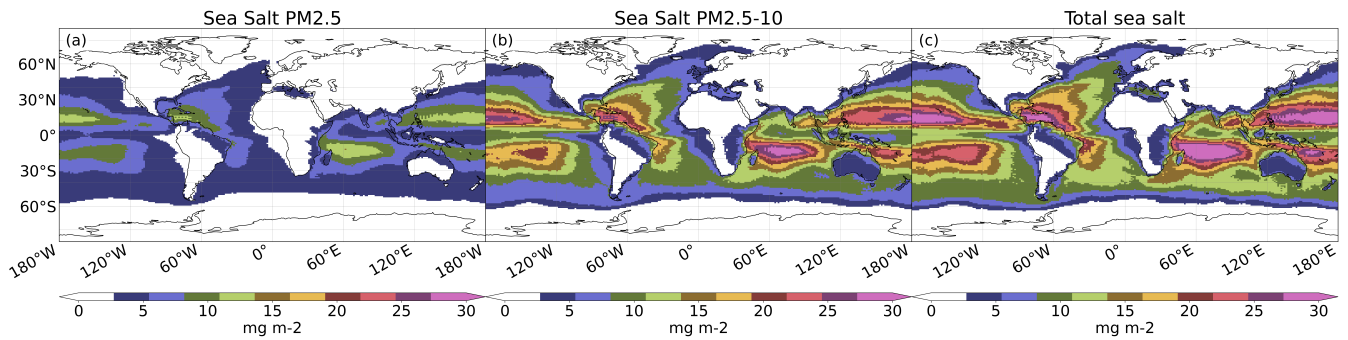 Sea Salt PM2.5 Sea Salt PM2.5-10 Total sea salt
(a) (b) (c)
60°N
30°N
0°
30°S
60°S
180°W 120°W 60°W 0° 60°E 120°E 180°W 120°W 60°W 0° 60°E 120°E 180°W 120°W 60°W 0° 60°E 120°E 180°E
0 5 10 15 20 25 30 0 5 10 15 20 25 30 0 5 10 15 20 25 30
mg m-2 mg m-2 mg m-2